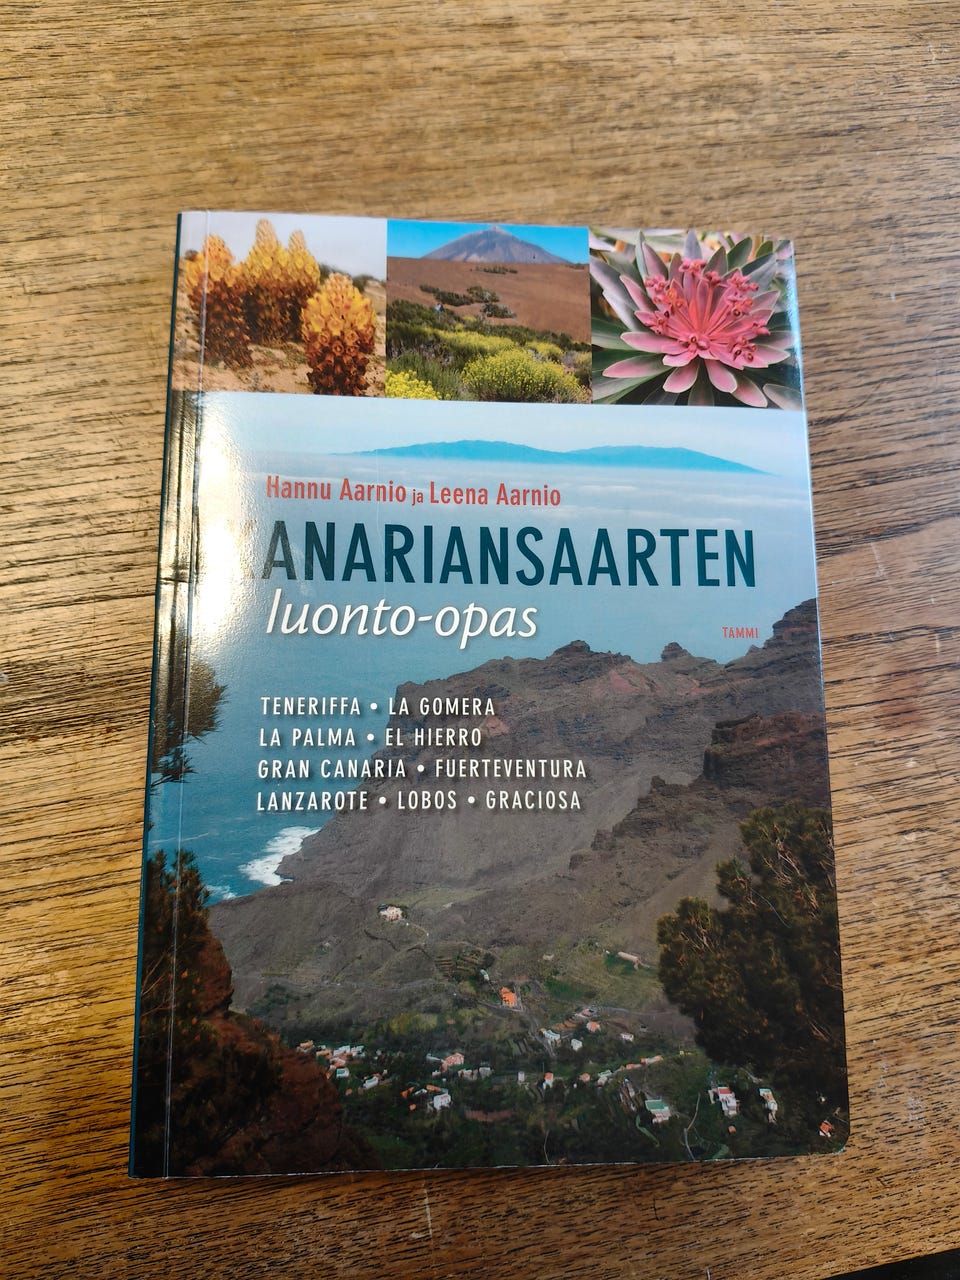 Hannu Aarnio ja Leena Aarnio
ANARIANSAARTEN
luonto-opas
TAMMI
TENERIFFA • LA GOMERA
LA PALMA • EL HIERRO
GRAN CANARIA • FUERTEVENTURA
LANZAROTE • LOBOS • GRACIOSA